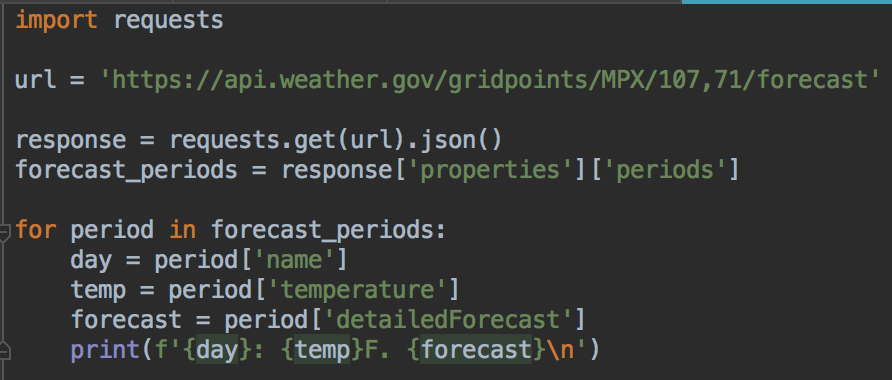 import requests
url = 'https://api.weather.gov/gridpoints/MPX/107,71/forecast'
response = requests.get(url).json()
forecast_periods = response['properties']['periods']
for period in forecast_periods:
    day = period['name']
    temp = period['temperature']
    forecast = period['detailedForecast']
    print(f'{day}: {temp}F. {forecast}\n')